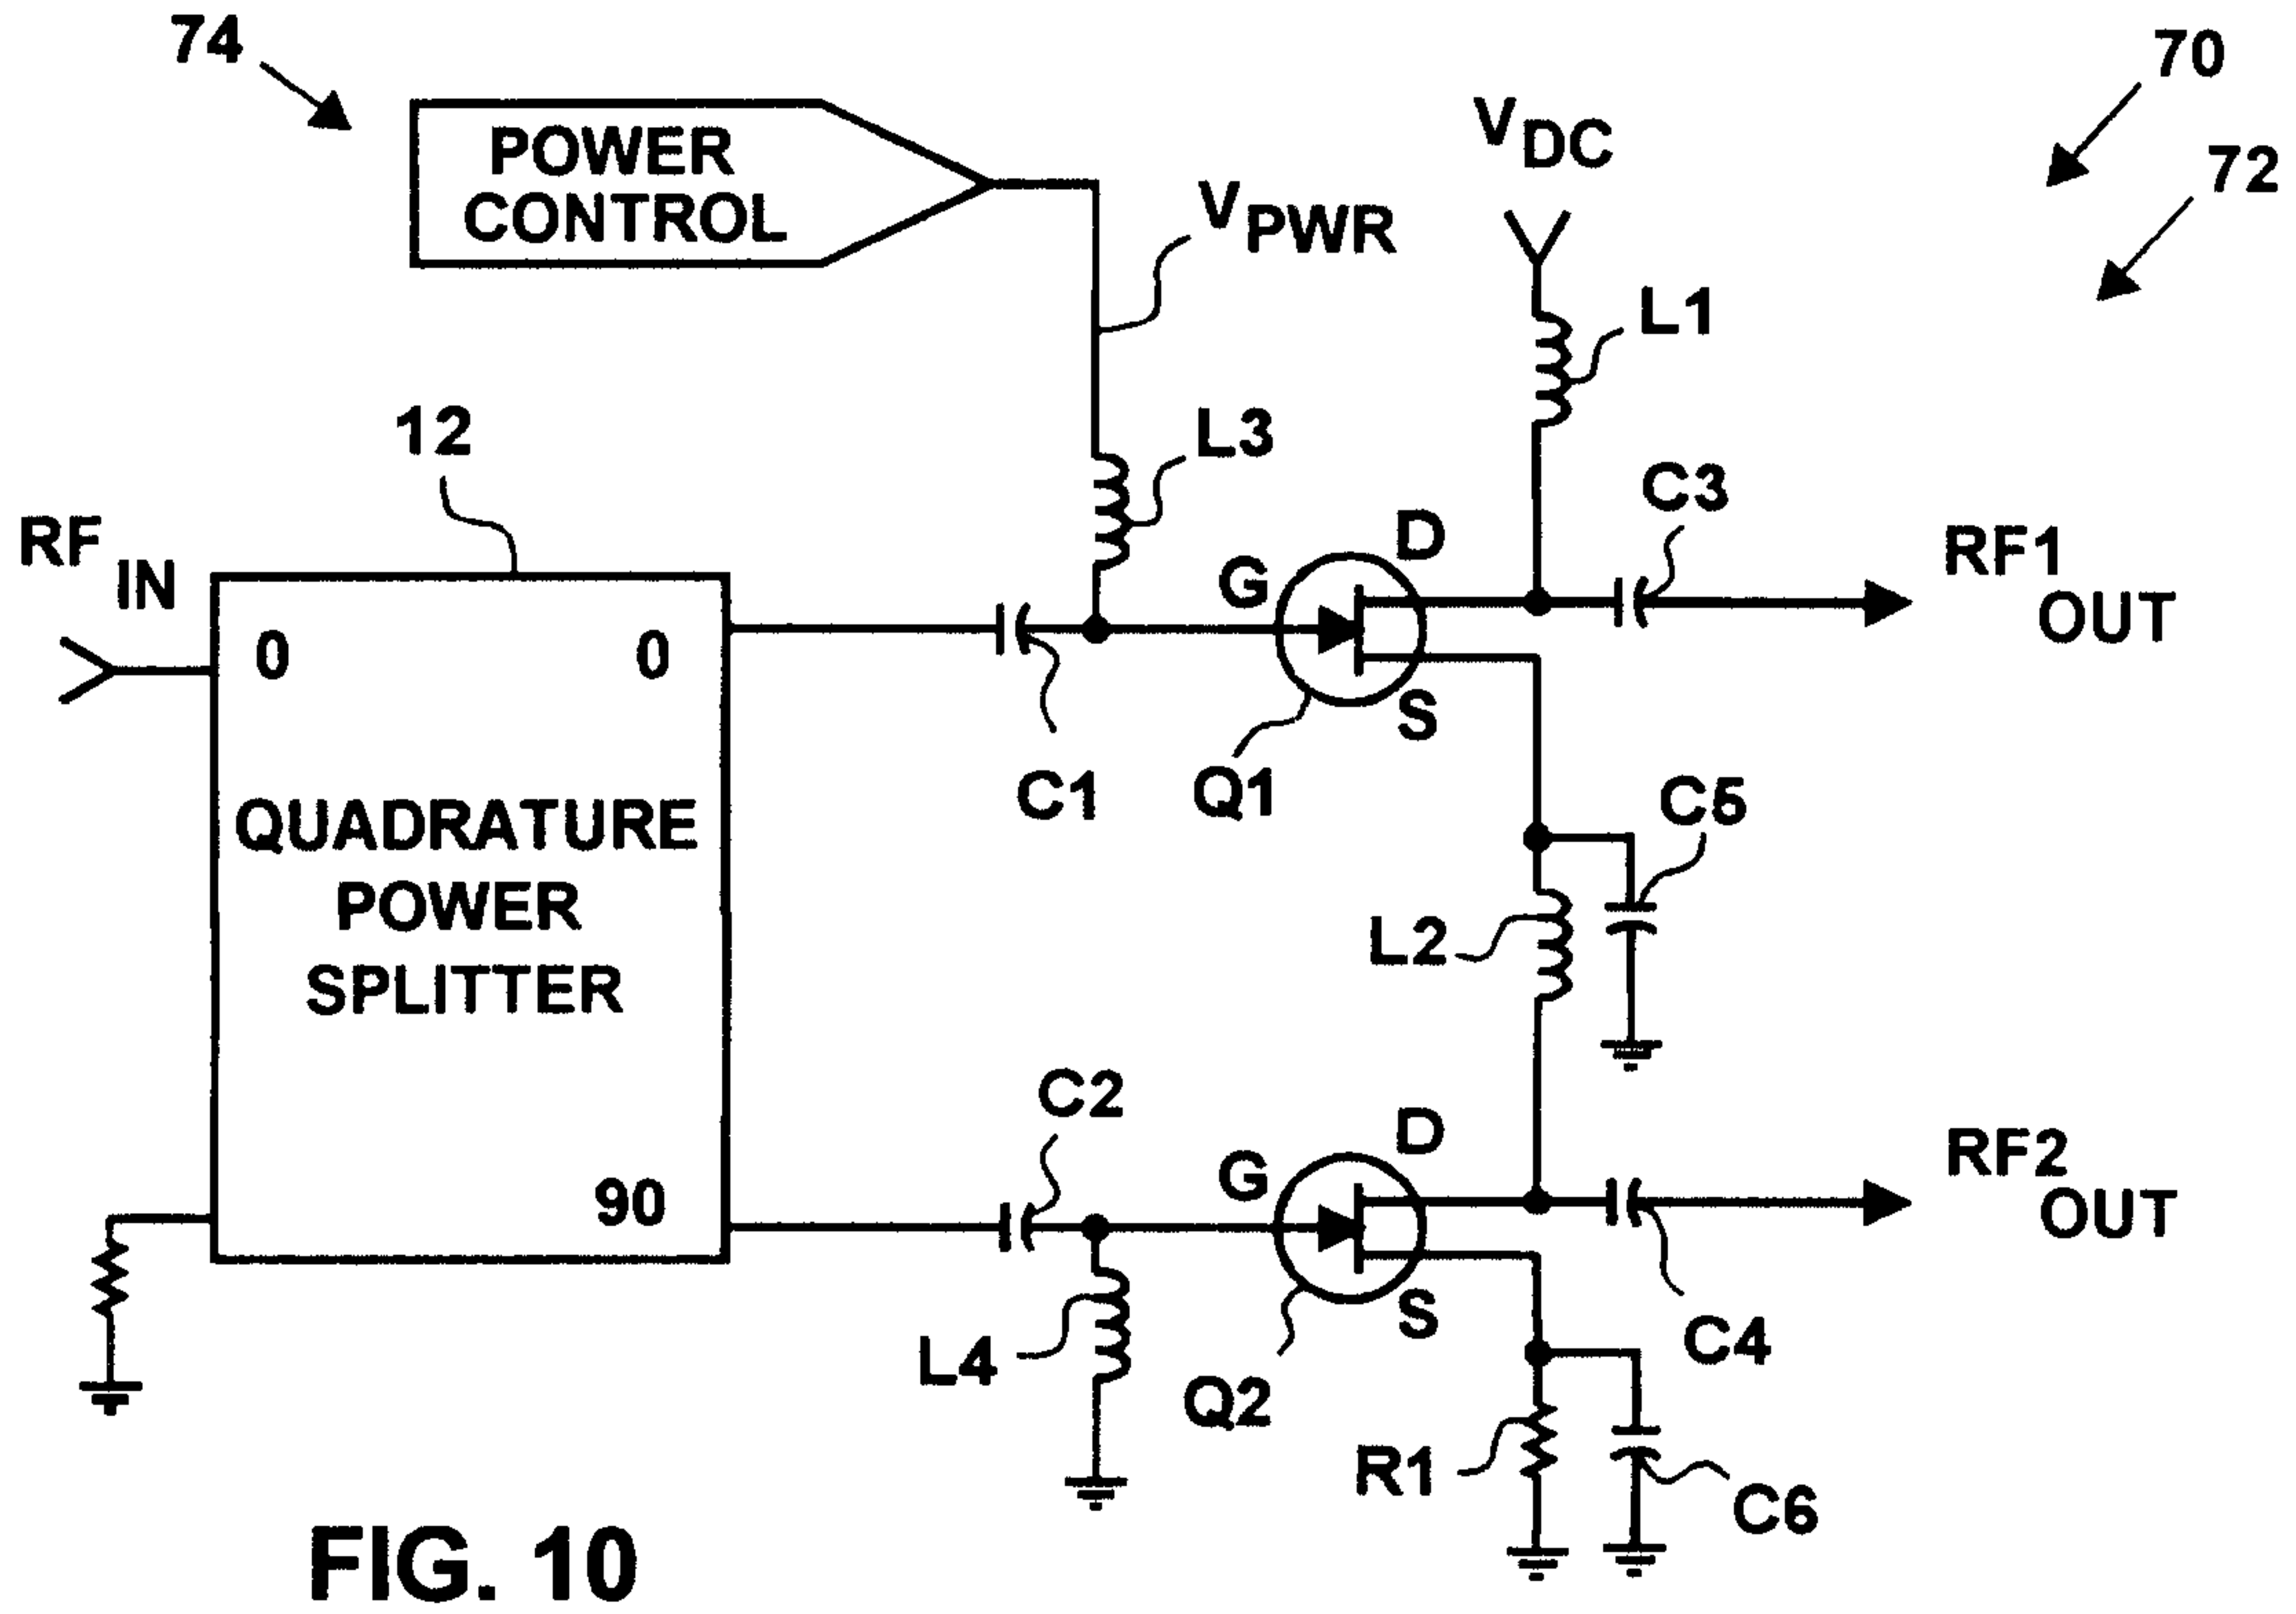 74
70
72
POWER
CONTROL
VPWR
VDC
L1
L3
C3
12
RF IN
0
0
G
D
S
RF1 OUT
C1
Q1
C5
QUADRATURE
POWER
SPLITTER
L2
C2
90
G
D
S
RF2 OUT
L4
Q2
C4
R1
C6
FIG. 10